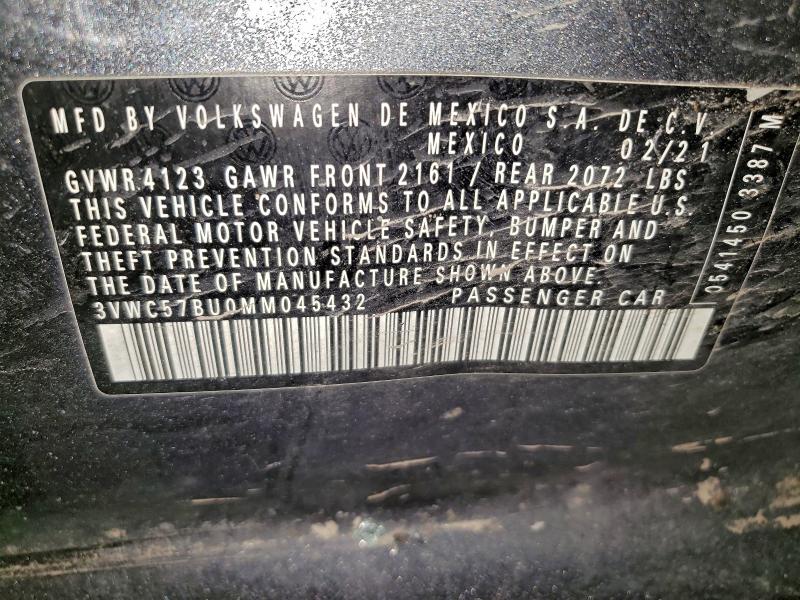 MFD BY VOLKSWAGEN DE MEXICO S.A. DE.C.V
MEXICO 02/21
GVWR.4123 GAWR FRONT 2161 / REAR 2072 LBS
THIS VEHICLE CONFORMS TO ALL APPLICABLE U.S.
FEDERAL MOTOR VEHICLE SAFETY, BUMPER AND
THEFT PREVENTION STANDARDS IN EFFECT ON
THE DATE OF MANUFACTURE SHOWN ABOVE.
3VWC57BU0MM045432 PASSENGER CAR
0541450 3387 M